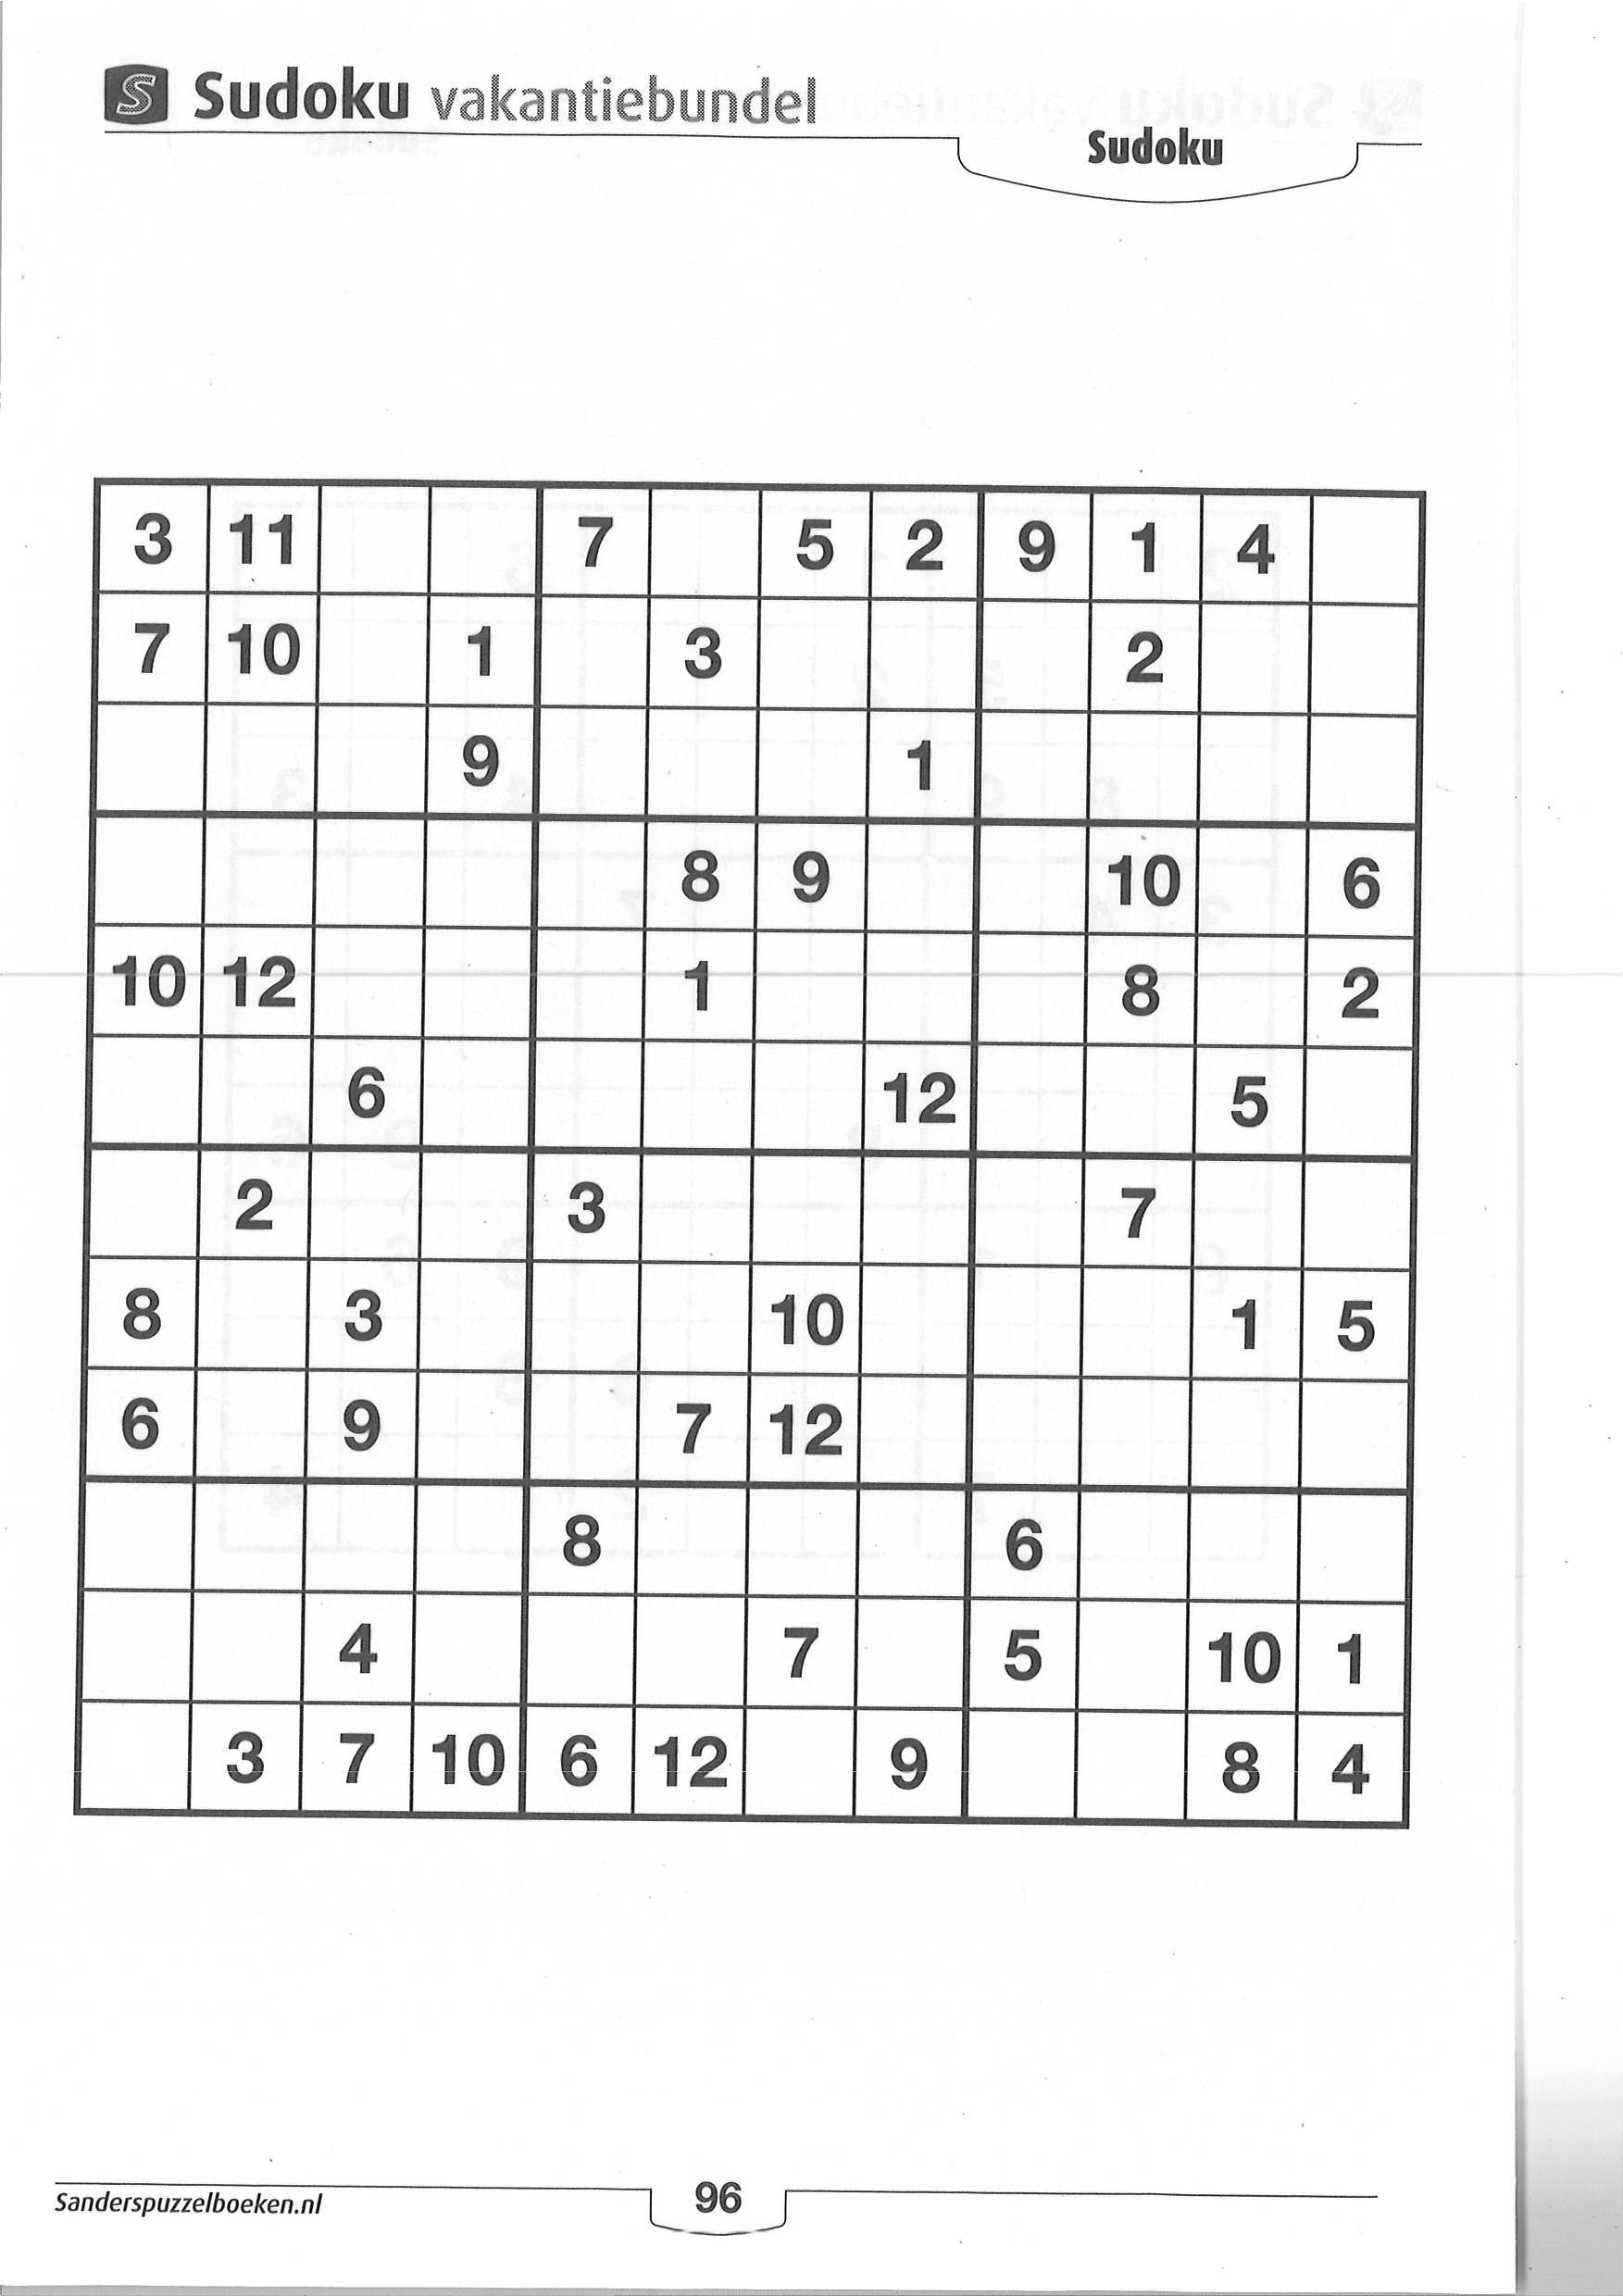 S Sudoku vakantiebundel
Sudoku
3 11 7 5 2 9 1 4
7 10 1 3 2
9 1
8 9 10 6
10 12 1 8 2
6 12 5
2 3 7
8 3 10 1 5
6 9 7 12
8 6
4 7 5 10 1
3 7 10 6 12 9 8 4
Sanderspuzzelboeken.nl
96